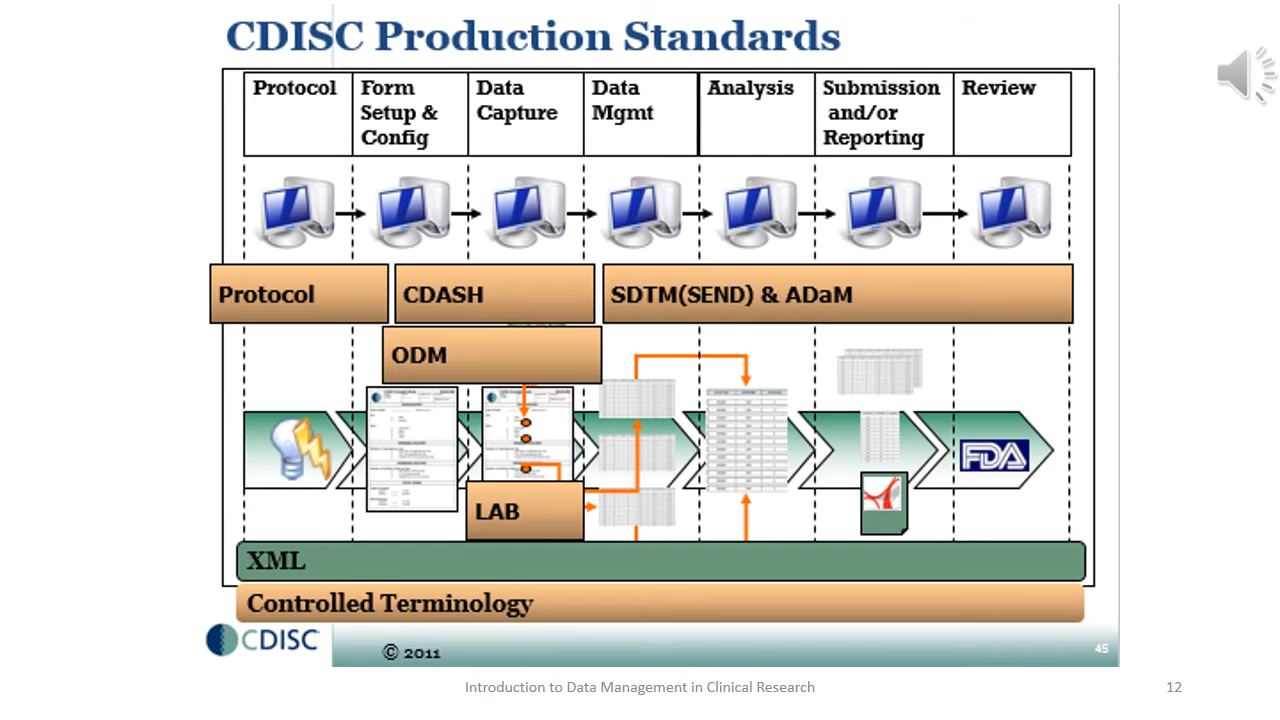 CDISC Production Standards
Protocol
Form
Setup &
Config
Data
Capture
Data
Mgmt
Analysis
Submission
and/or
Reporting
Review
Protocol
CDASH
SDTM(SEND) & ADaM
ODM
FDA
LAB
XML
Controlled Terminology
CDISC
© 2011
45
Introduction to Data Management in Clinical Research
12